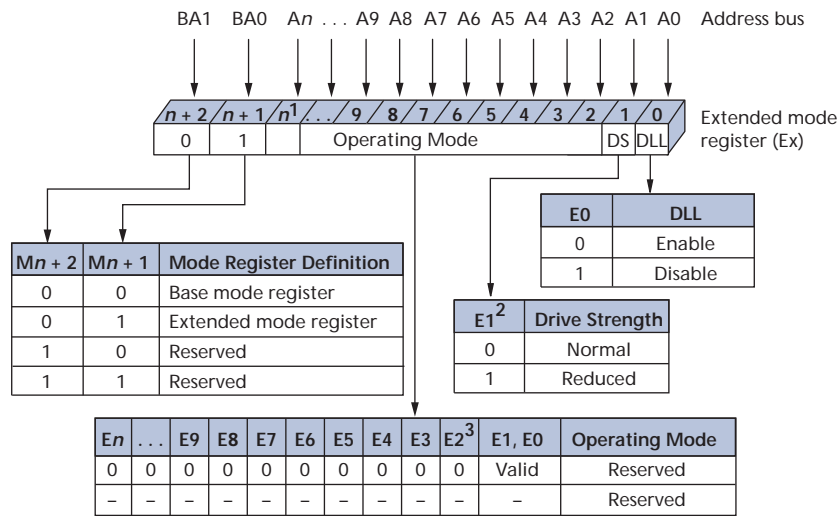 BA1 BA0 An . . . A9 A8 A7 A6 A5 A4 A3 A2 A1 A0 Address bus
n + 2 n + 1 n1 . . . 9 8 7 6 5 4 3 2 1 0
Extended mode
register (Ex)
0 1 Operating Mode DS DLL
E0 DLL
0 Enable
1 Disable
Mn + 2 Mn + 1 Mode Register Definition
0 0 Base mode register
0 1 Extended mode register
1 0 Reserved
1 1 Reserved
E1² Drive Strength
0 Normal
1 Reduced
En . . . E9 E8 E7 E6 E5 E4 E3 E2³ E1, E0 Operating Mode
0 0 0 0 0 0 0 0 0 0 Valid Reserved
– – – – – – – – – – – Reserved